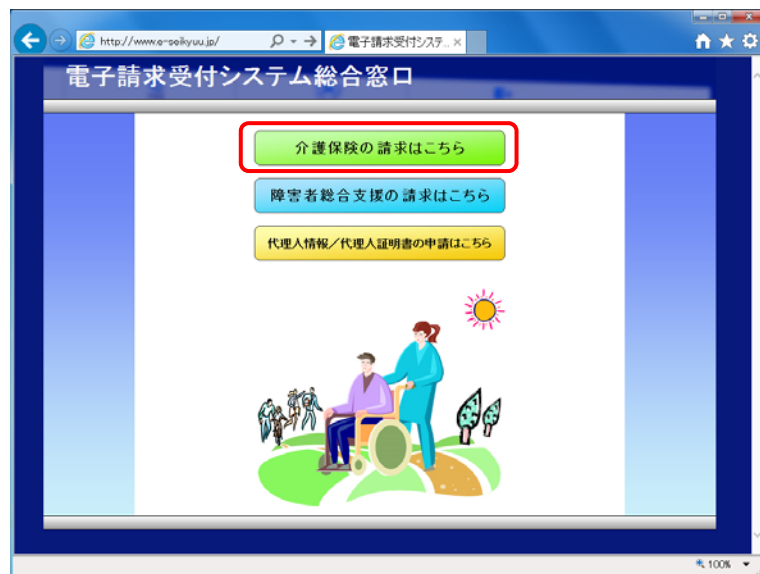 http://www.e-seikyuu.jp/
電子請求受付システ...
電子請求受付システム総合窓口
介護保険の請求はこちら
障害者総合支援の請求はこちら
代理人情報／代理人証明書の申請はこちら
100%